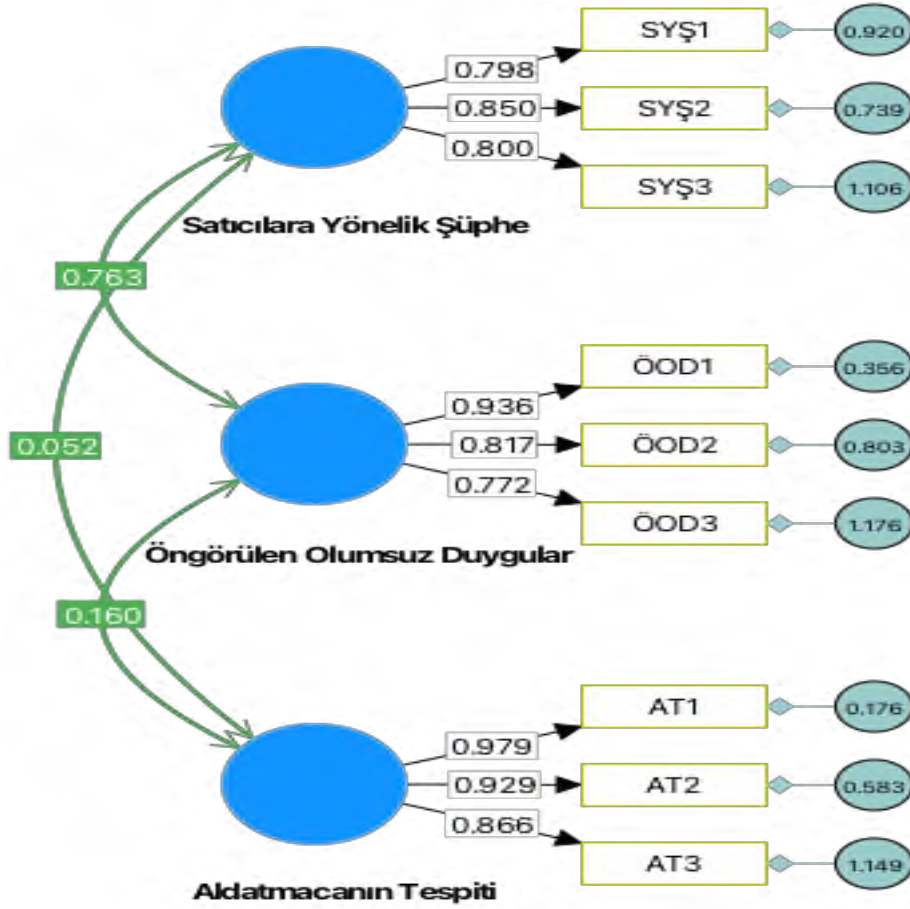 SYŞ1
0.920
0.798
0.850
SYŞ2
0.739
0.800
SYŞ3
1.106
Satıcılara Yönelik Şüphe
0.763
ÖOD1
0.356
0.936
0.817
ÖOD2
0.803
0.052
0.772
ÖOD3
1.176
Öngörülen Olumsuz Duygular
0.160
AT1
0.176
0.979
0.929
AT2
0.583
0.866
AT3
1.149
Aldatmacanın Tespiti